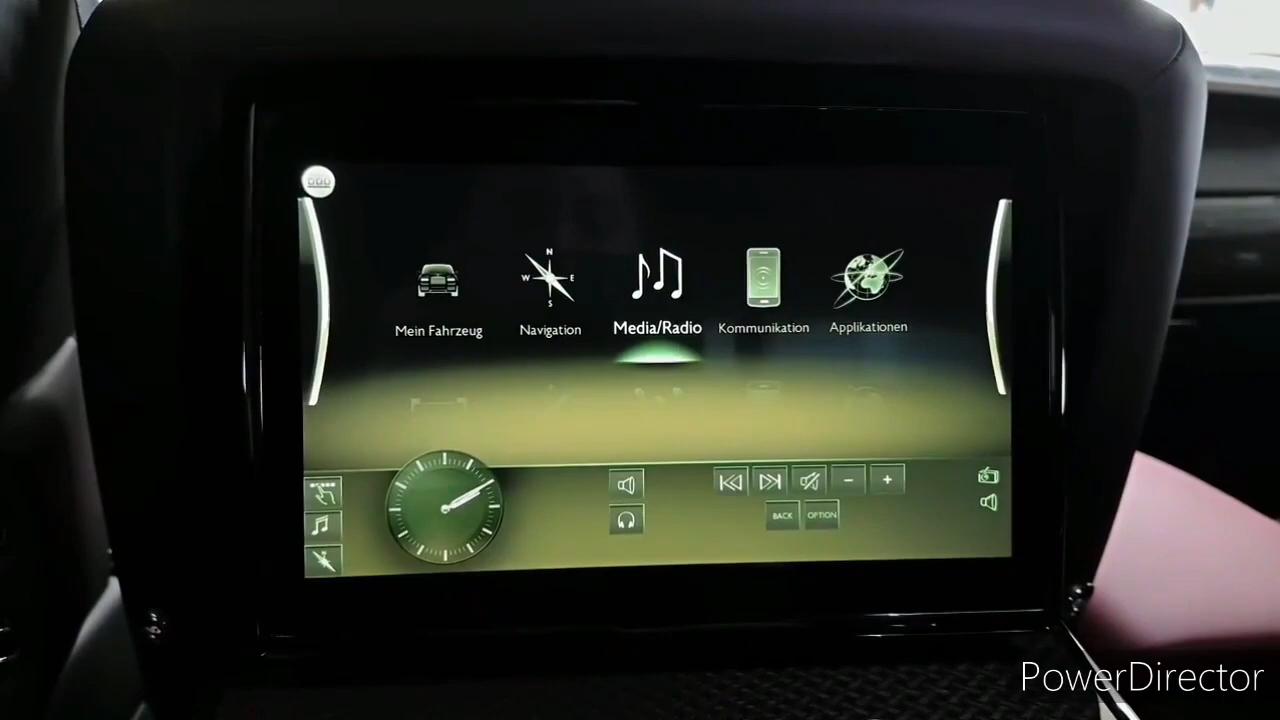 N
W E
S
Mein Fahrzeug Navigation Media/Radio Kommunikation Applikationen
- +
BACK OPTION
PowerDirector